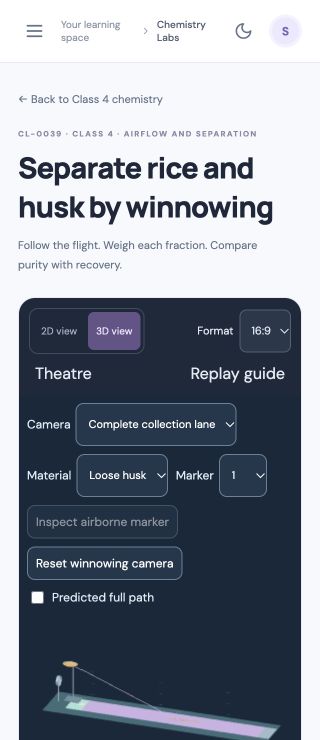 Your learning space
Chemistry Labs
S
← Back to Class 4 chemistry
CL-0039 · CLASS 4 · AIRFLOW AND SEPARATION
Separate rice and
husk by winnowing
Follow the flight. Weigh each fraction. Compare
purity with recovery.
2D view
3D view
Format
16:9
Theatre
Replay guide
Camera
Complete collection lane
Material
Loose husk
Marker
1
Inspect airborne marker
Reset winnowing camera
Predicted full path